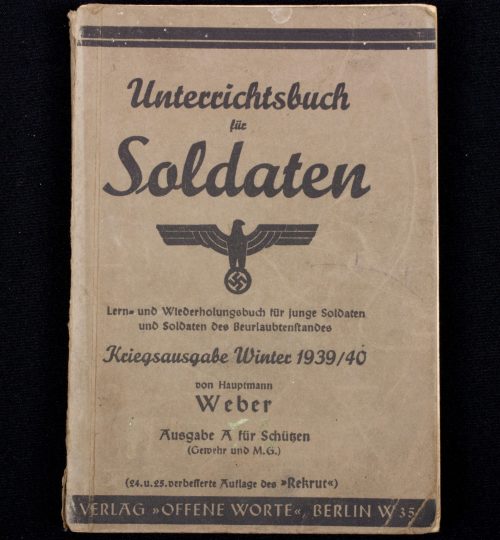 Unterrichtsbuch
für
Soldaten
Lern- und Wiederholungsbuch für junge Soldaten
und Soldaten des Beurlaubtenstandes
Kriegsausgabe Winter 1939/40
von Hauptmann
Weber
Ausgabe A für Schützen
(Gewehr und M.G.)
(24. u. 25. verbesserte Auflage des »Rekrut«)
VERLAG »OFFENE WORTE«, BERLIN W 35